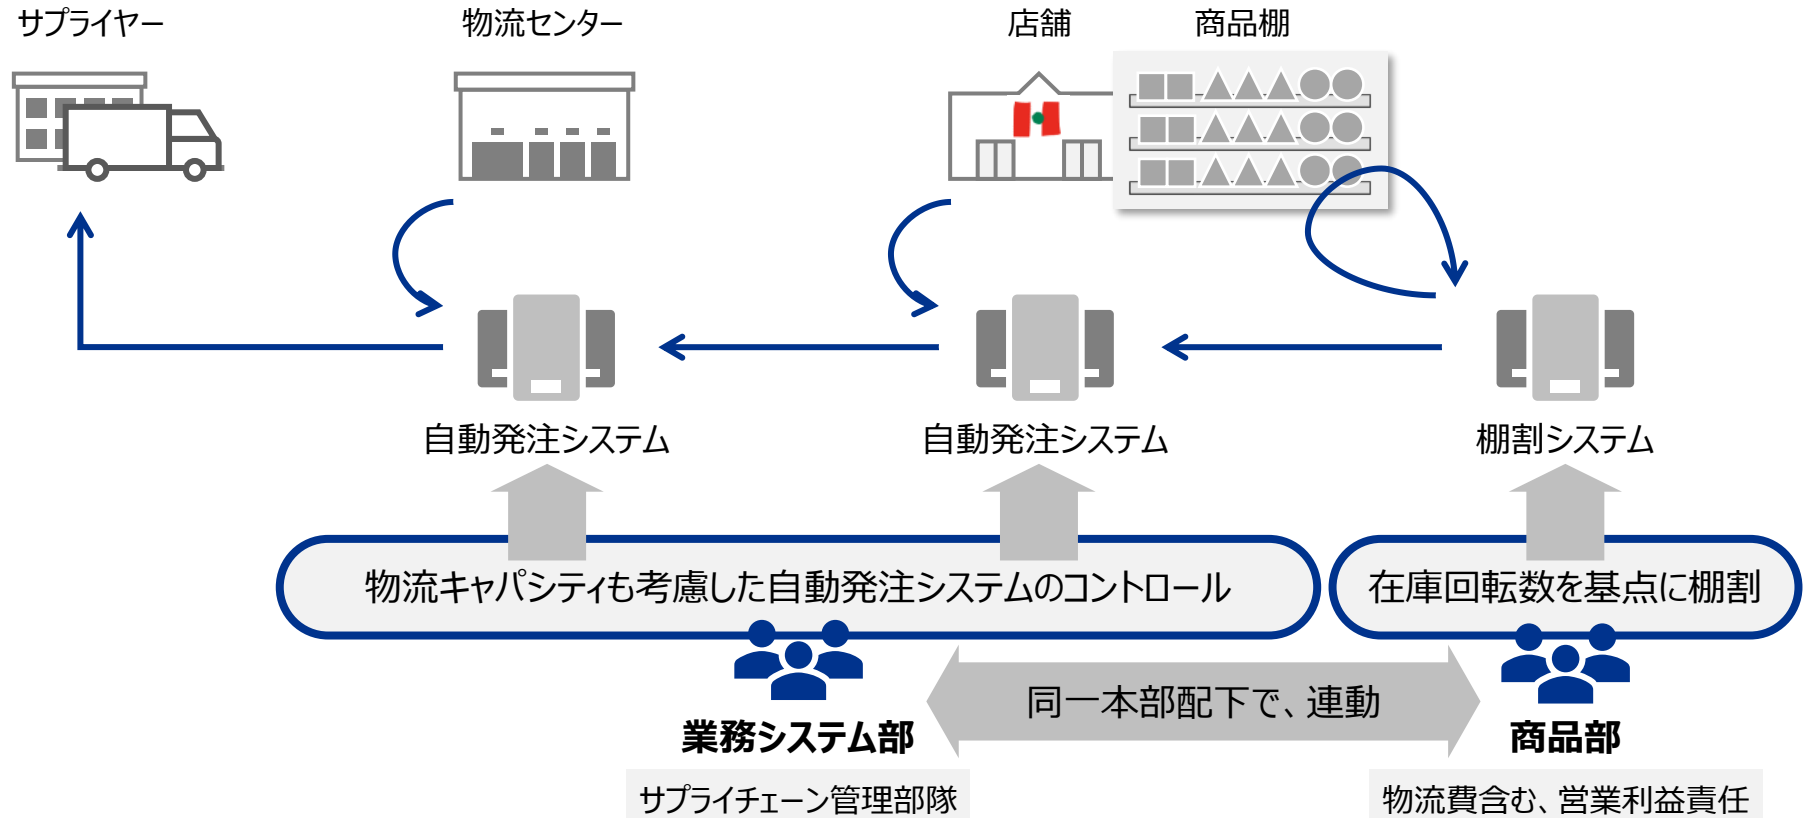 サプライヤー
物流センター
店舗
商品棚
自動発注システム
自動発注システム
棚割システム
物流キャパシティも考慮した自動発注システムのコントロール
在庫回転数を基点に棚割
同一本部配下で、連動
業務システム部
商品部
サプライチェーン管理部隊
物流費含む、営業利益責任